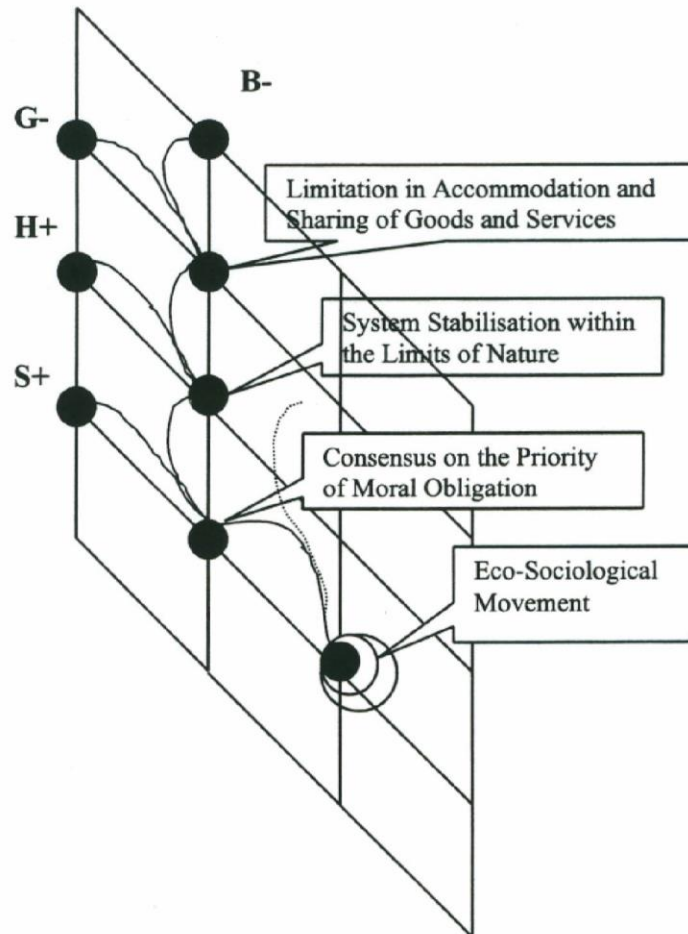 B-
G-
Limitation in Accommodation and
Sharing of Goods and Services
H+
System Stabilisation within
the Limits of Nature
S+
Consensus on the Priority
of Moral Obligation
Eco-Sociological
Movement